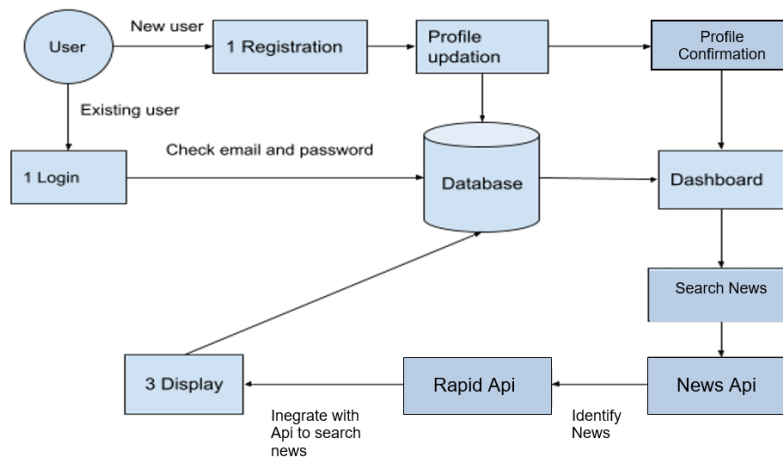 New user
User
1 Registration
Profile
updation
Profile
Confirmation
Existing user
Check email and password
1 Login
Database
Dashboard
Search News
3 Display
Rapid Api
News Api
Inegrate with
Api to search
news
Identify
News